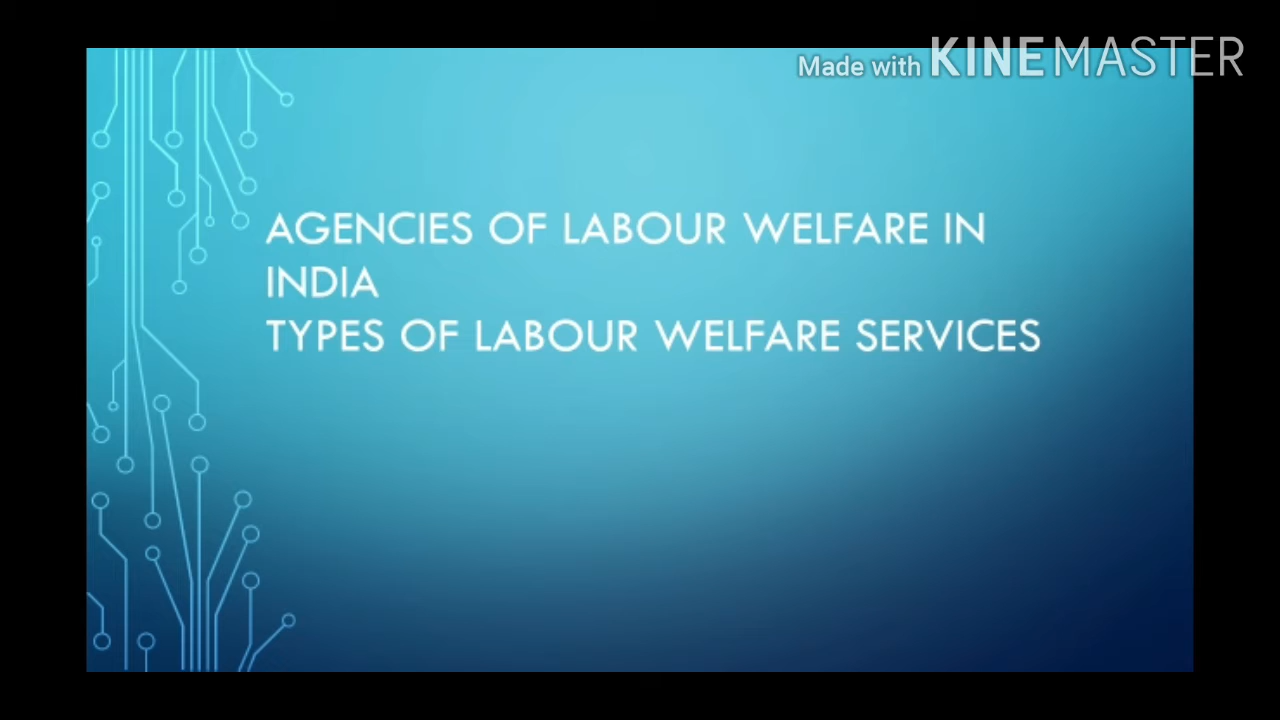 Made with KINEMASTER
AGENCIES OF LABOUR WELFARE IN
INDIA
TYPES OF LABOUR WELFARE SERVICES